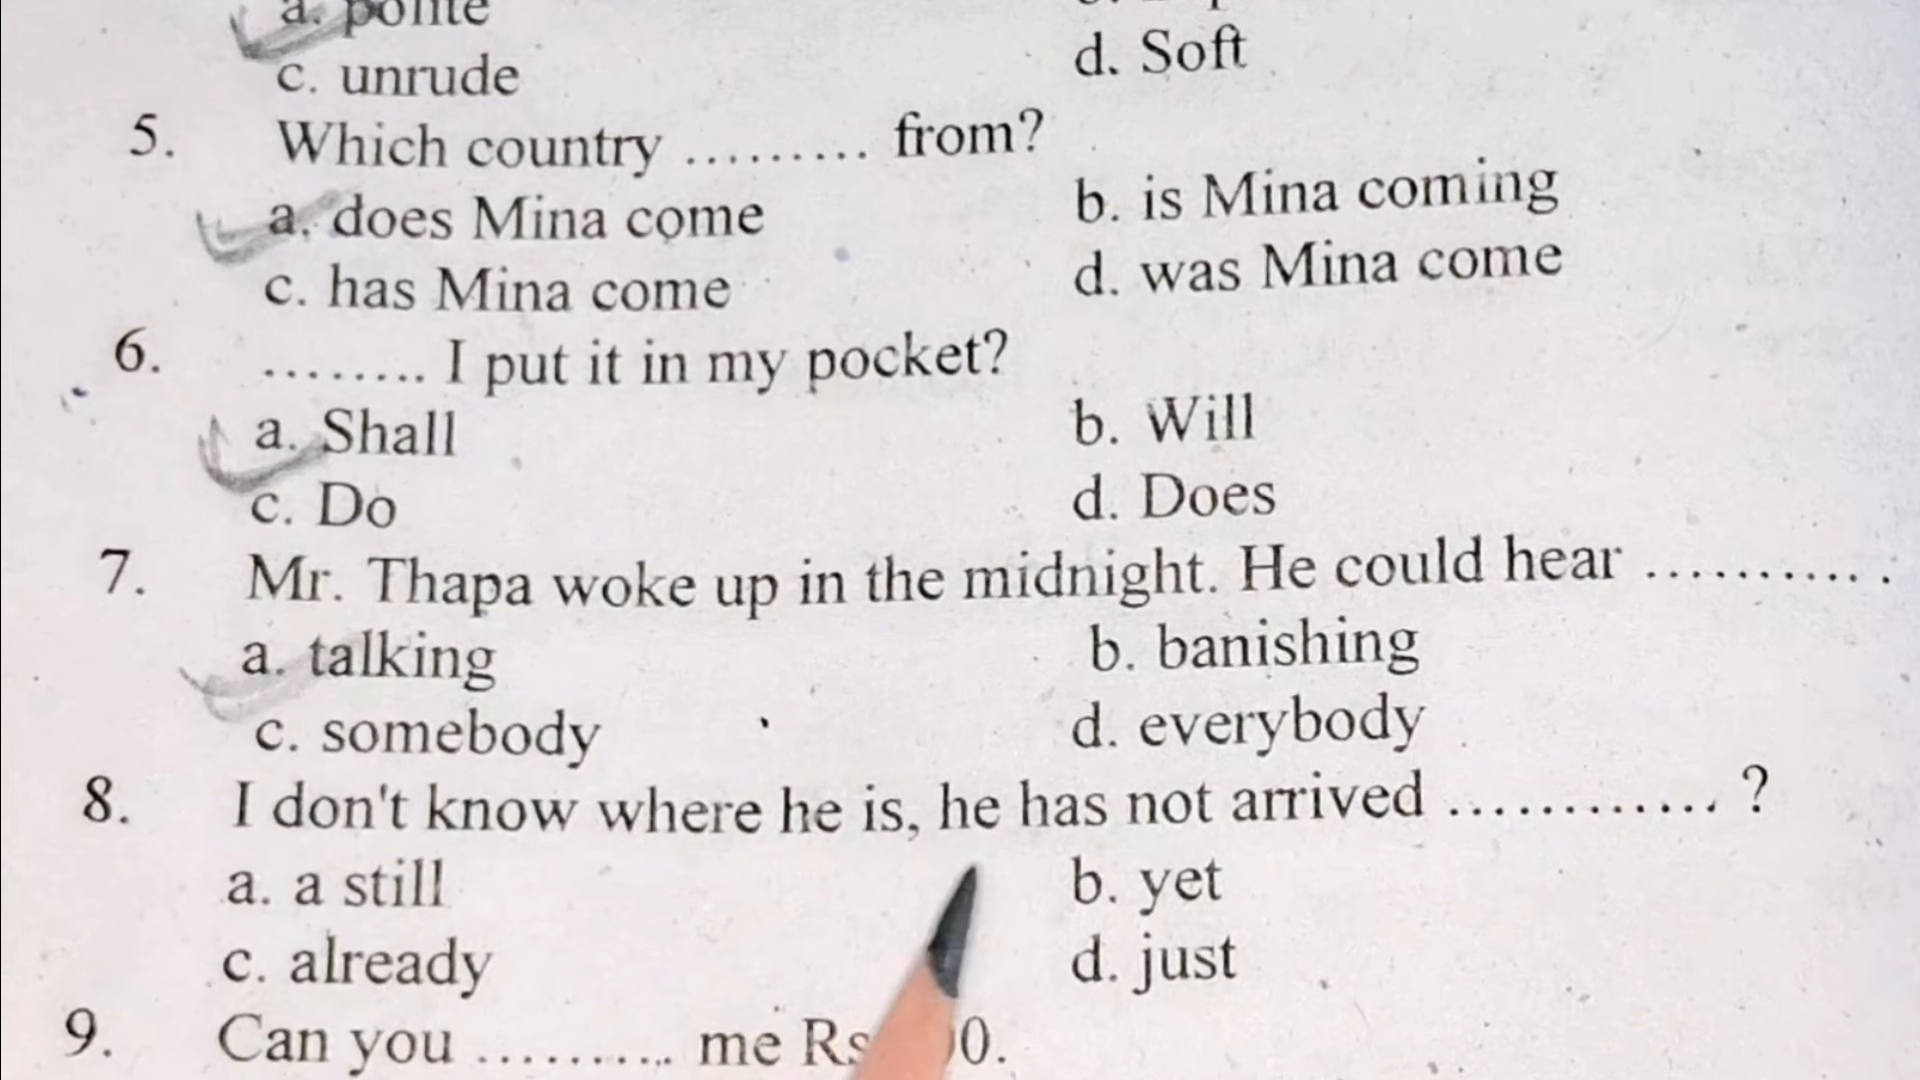 a. polite
c. unrude d. Soft
5. Which country ......... from?
a. does Mina come b. is Mina coming
c. has Mina come d. was Mina come
6. ........ I put it in my pocket?
a. Shall b. Will
c. Do d. Does
7. Mr. Thapa woke up in the midnight. He could hear ........... .
a. talking b. banishing
c. somebody d. everybody
8. I don't know where he is, he has not arrived ............ ?
a. a still b. yet
c. already d. just
9. Can you ......... me Rs